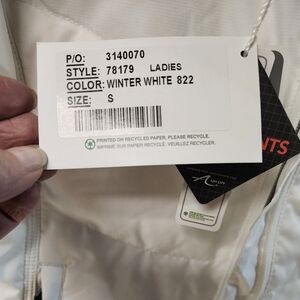 P/O: 3140070
STYLE: 78179 LADIES
COLOR: WINTER WHITE 822
SIZE: S
PRINTED ON RECYCLED PAPER. PLEASE RECYCLE.
IMPRIMÉ SUR PAPIER RECYCLÉ. VEUILLEZ RECYCLER.
NTS